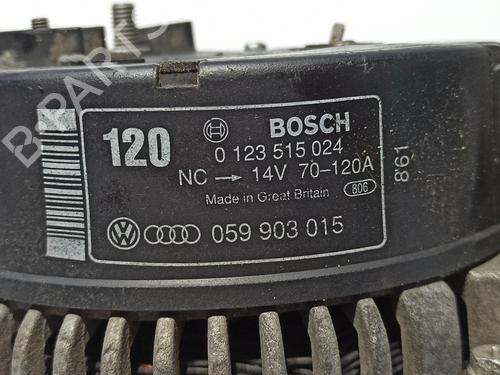 B-PARTS
120 BOSCH
0 123 515 024
NC → 14V 70-120A
Made in Great Britain 806
861
059 903 015